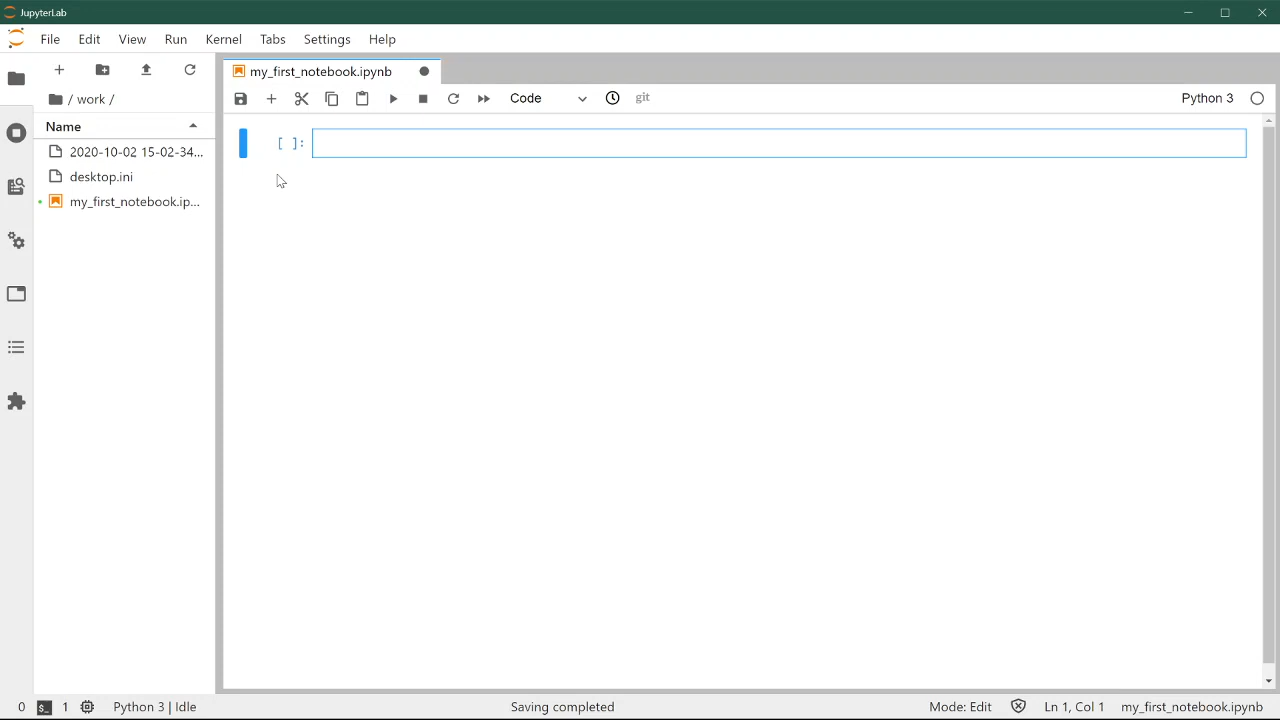 JupyterLab
File Edit View Run Kernel Tabs Settings Help
my_first_notebook.ipynb
/ work /
Code git Python 3
Name
[ ]:
2020-10-02 15-02-34...
desktop.ini
my_first_notebook.ip...
0 $_ 1 Python 3 | Idle Saving completed Mode: Edit Ln 1, Col 1 my_first_notebook.ipynb